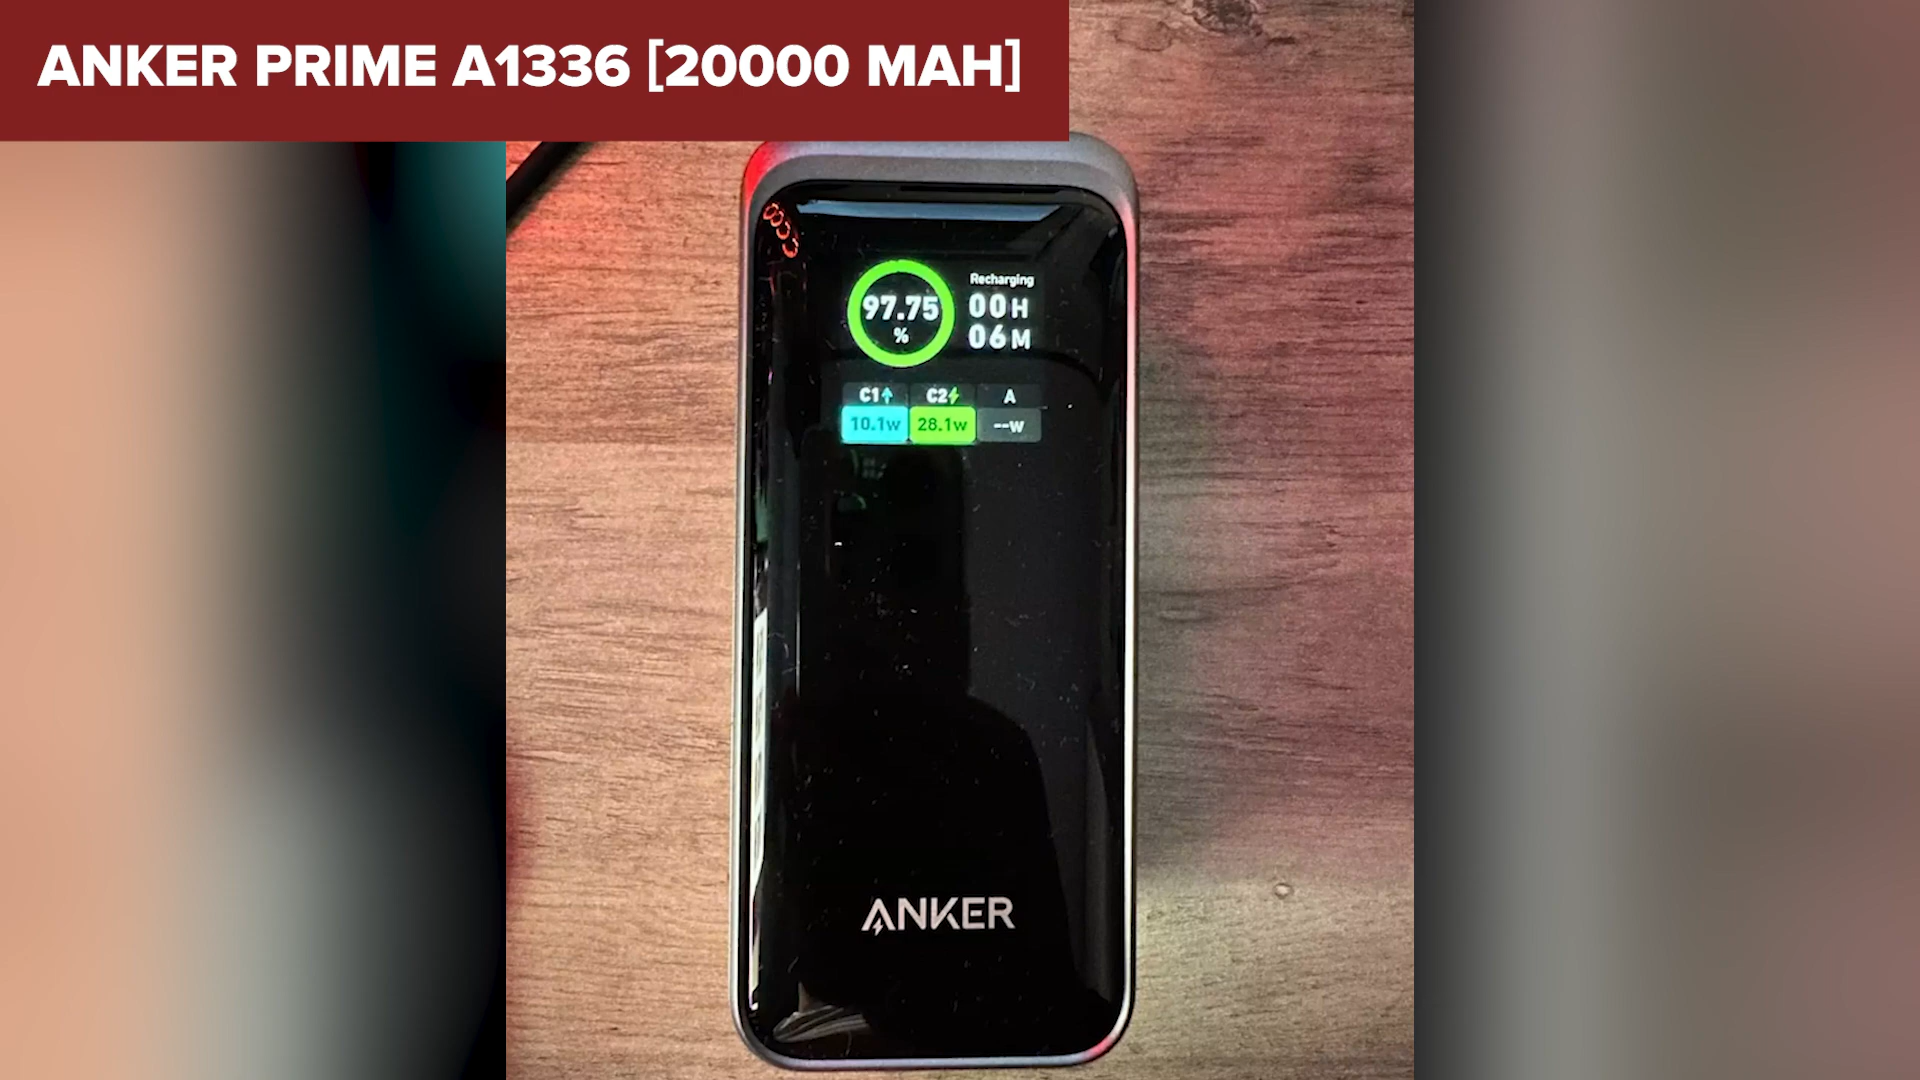 ANKER PRIME A1336 [20000 MAH]
97.75
%
Recharging
00H
06M
C1 C2 A
10.1w 28.1w --W
ANKER